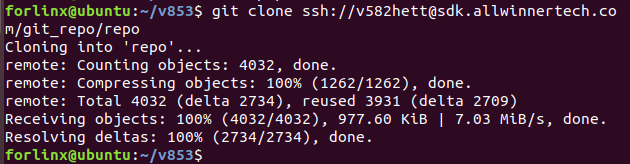 forlinx@ubuntu:~/v853$ git clone ssh://v582hett@sdk.allwinnertech.co
m/git_repo/repo
Cloning into 'repo'...
remote: Counting objects: 4032, done.
remote: Compressing objects: 100% (1262/1262), done.
remote: Total 4032 (delta 2734), reused 3931 (delta 2709)
Receiving objects: 100% (4032/4032), 977.60 KiB | 7.03 MiB/s, done.
Resolving deltas: 100% (2734/2734), done.
forlinx@ubuntu:~/v853$